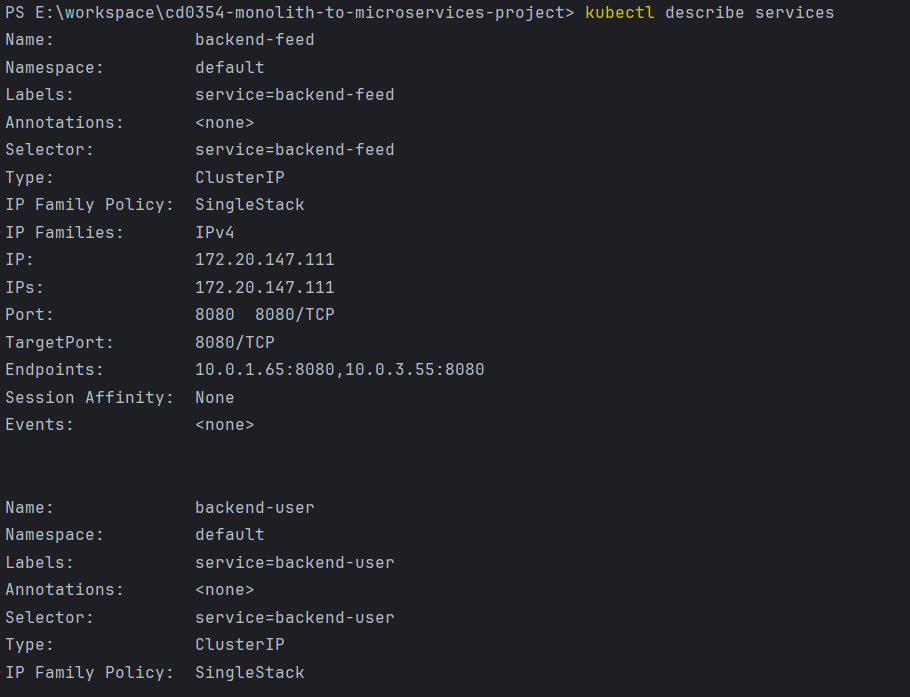 PS E:\workspace\cd0354-monolith-to-microservices-project> kubectl describe services
Name:              backend-feed
Namespace:         default
Labels:            service=backend-feed
Annotations:       <none>
Selector:          service=backend-feed
Type:              ClusterIP
IP Family Policy:  SingleStack
IP Families:       IPv4
IP:                172.20.147.111
IPs:               172.20.147.111
Port:              8080  8080/TCP
TargetPort:        8080/TCP
Endpoints:         10.0.1.65:8080,10.0.3.55:8080
Session Affinity:  None
Events:            <none>
Name:              backend-user
Namespace:         default
Labels:            service=backend-user
Annotations:       <none>
Selector:          service=backend-user
Type:              ClusterIP
IP Family Policy:  SingleStack